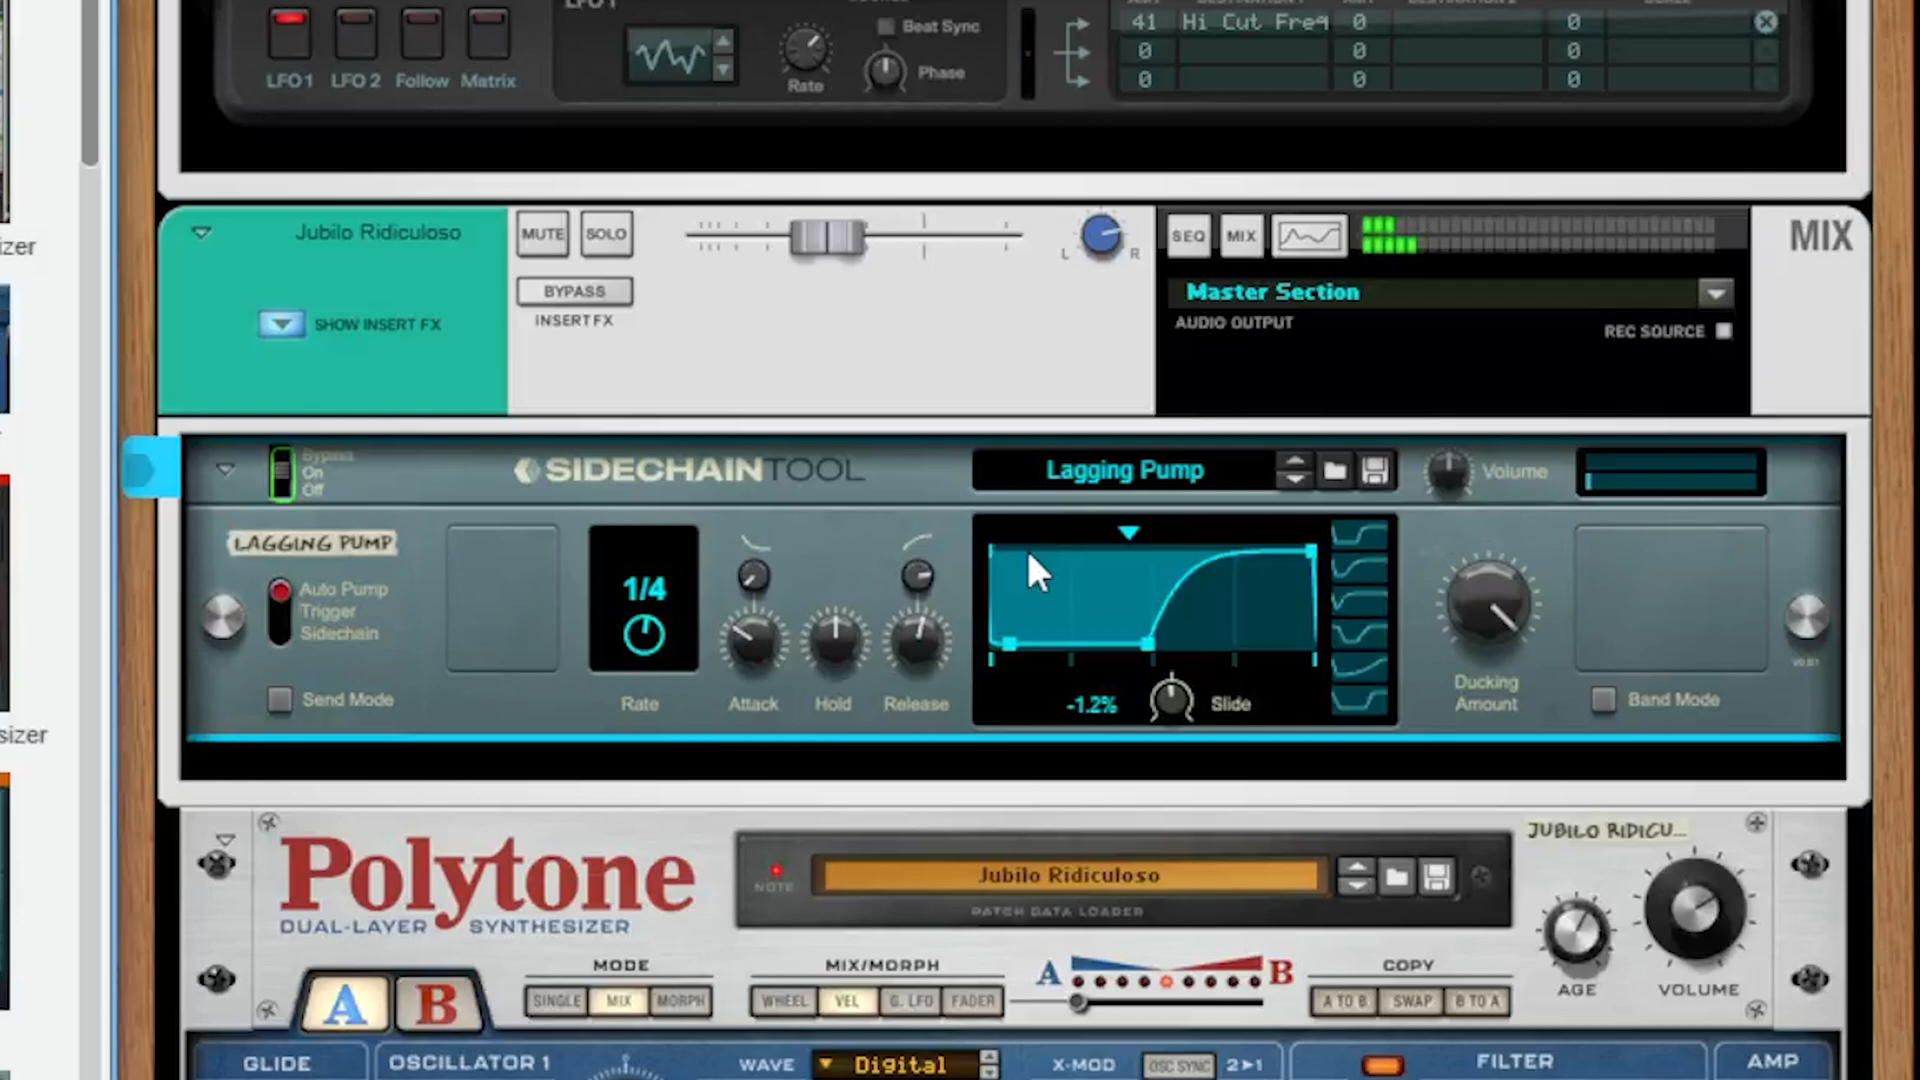 LFO 1
Beat Sync
Phase
Rate
LFO 1 LFO 2 Follow Matrix
41 Hi Cut Freq 0 0
0 0 0
0 0 0
izer
sizer
Jubilo Ridiculoso
SHOW INSERT FX
MUTE SOLO
BYPASS
INSERT FX
L R
SEQ MIX
Master Section
AUDIO OUTPUT
REC SOURCE
MIX
Bypass
On
Off
SIDECHAINTOOL
Lagging Pump
Volume
LAGGING PUMP
Auto Pump
Trigger
Sidechain
Send Mode
1/4
Rate
Attack
Hold
Release
-1.2%
Slide
Ducking
Amount
Band Mode
Polytone
DUAL-LAYER SYNTHESIZER
NOTE
Jubilo Ridiculoso
PATCH DATA LOADER
JUBILO RIDICU...
AGE
VOLUME
A B
MODE
SINGLE MIX MORPH
MIX/MORPH
WHEEL VEL G. LFO FADER
A B
COPY
A TO B SWAP B TO A
GLIDE
OSCILLATOR 1
WAVE
Digital
X-MOD
OSC SYNC
2▸1
FILTER
AMP